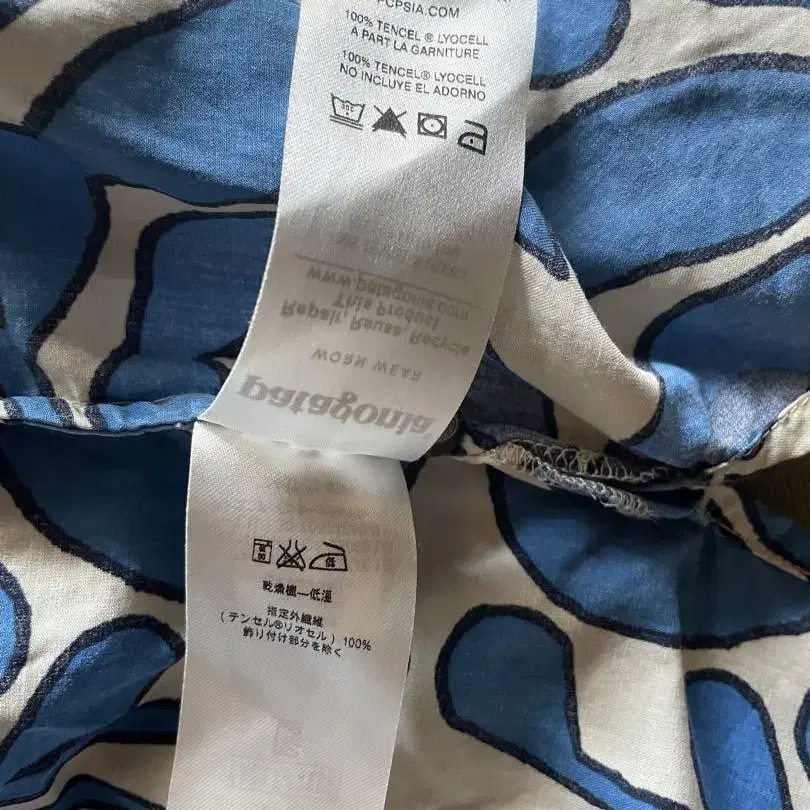 PCPSIA.COM
100% TENCEL ® LYOCELL
A PART LA GARNITURE
100% TENCEL® LYOCELL
NO INCLUYE EL ADORNO
www.patagonia.com
This Product
Repair, Reuse, Recycle
WORN WEAR
patagonia
低
乾燥機—低温
指定外繊維
(テンセル®リオセル) 100%
飾り付け部分を除く